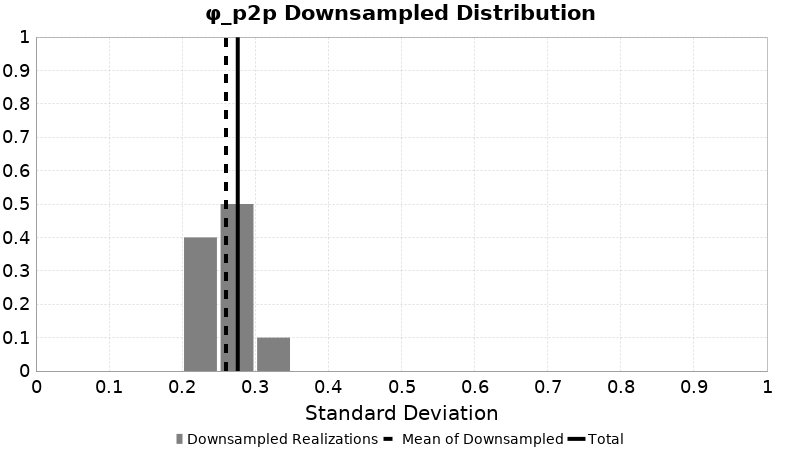 φ_p2p Downsampled Distribution
1
0.9
0.8
0.7
0.6
0.5
0.4
0.3
0.2
0.1
0
0 0.1 0.2 0.3 0.4 0.5 0.6 0.7 0.8 0.9 1
Standard Deviation
Downsampled Realizations Mean of Downsampled Total